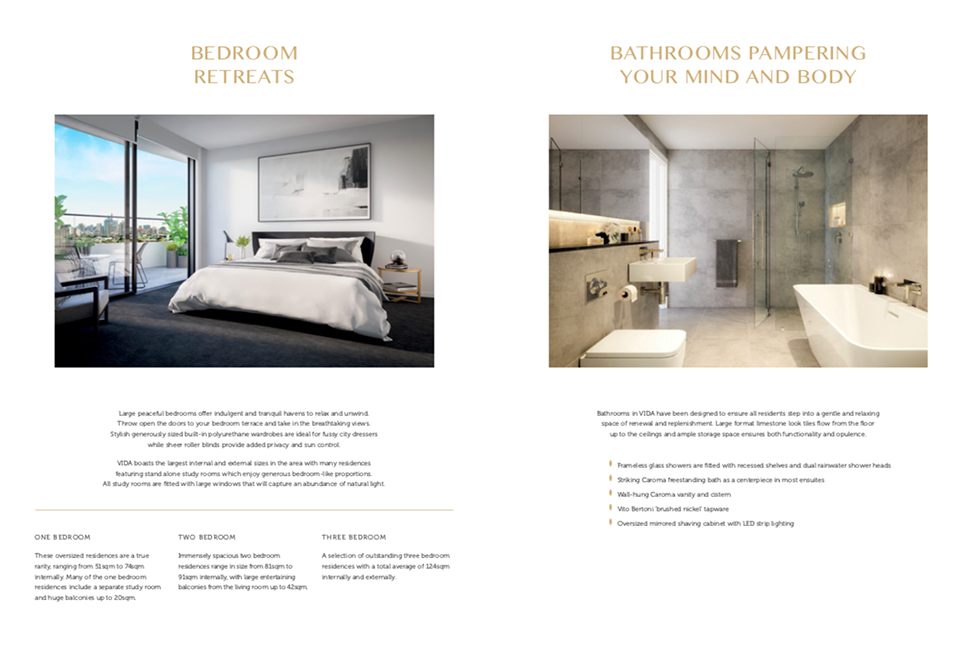 BEDROOM
RETREATS
Large peaceful bedrooms offer indulgent and tranquil havens to relax and unwind.
Throw open the doors to your bedroom terrace and take in the breathtaking views.
Stylish generously sized built-in polyurethane wardrobes are ideal for fussy city dressers
while sheer roller blinds provide added privacy and sun control.
VIDA boasts the largest internal and external sizes in the area with many residences
featuring stand alone study rooms which enjoy generous bedroom-like proportions.
All study rooms are fitted with large windows that will capture an abundance of natural light.
ONE BEDROOM
These oversized residences are a true
rarity, ranging from 51sqm to 74sqm
internally. Many of the one bedroom
residences include a separate study room
and huge balconies up to 20sqm.
TWO BEDROOM
Immensely spacious two bedroom
residences range in size from 81sqm to
91sqm internally, with large entertaining
balconies from the living room up to 42sqm.
THREE BEDROOM
A selection of outstanding three bedroom
residences with a total average of 124sqm
internally and externally.
BATHROOMS PAMPERING
YOUR MIND AND BODY
Bathrooms in VIDA have been designed to ensure all residents step into a gentle and relaxing
space of renewal and replenishment. Large format limestone look tiles flow from the floor
up to the ceilings and ample storage space ensures both functionality and opulence.
Frameless glass showers are fitted with recessed shelves and dual rainwater shower heads
Striking Caroma freestanding bath as a centerpiece in most ensuites
Wall-hung Caroma vanity and cistern
Vito Bertoni 'brushed nickel' tapware
Oversized mirrored shaving cabinet with LED strip lighting